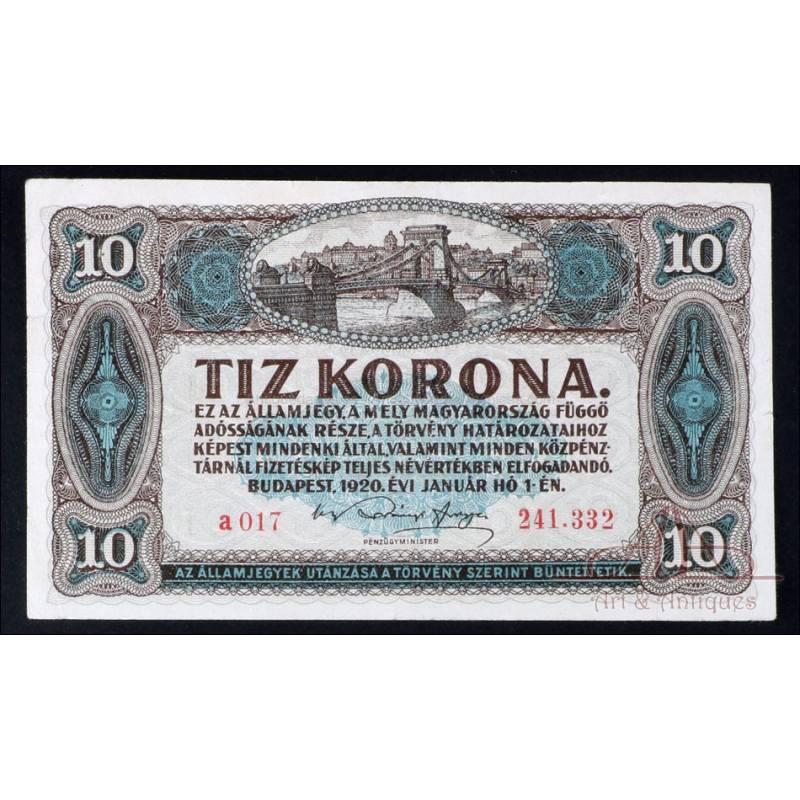 10 10
TIZ KORONA.
EZ AZ ÁLLAMJEGY, A MELY MAGYARORSZÁG FÜGGŐ
ADÓSSÁGÁNAK RÉSZE, A TÖRVÉNY HATÁROZATAIHOZ
KÉPEST MINDENKI ÁLTAL, VALAMINT MINDEN KÖZPÉNZ-
TÁRNÁL FIZETÉSKÉP TELJES NÉVÉRTÉKBEN ELFOGADANDÓ.
BUDAPEST, 1920. ÉVI JANUÁR HÓ 1-ÉN.
a 017 241.332
PÉNZÜGYMINISTER
10 10
AZ ÁLLAMJEGYEK UTÁNZÁSA A TÖRVÉNY SZERINT BÜNTETTETIK.
Art & Antiques